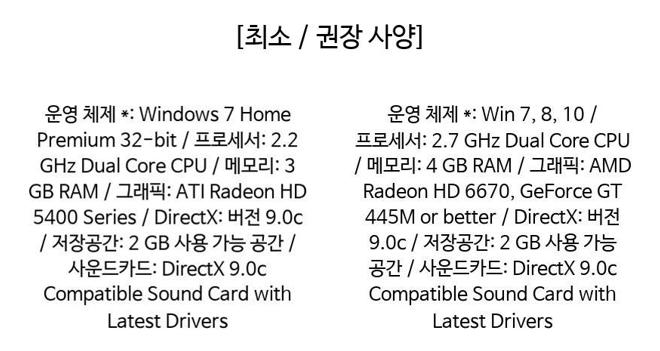 [최소 / 권장 사양]
운영 체제 *: Windows 7 Home
Premium 32-bit / 프로세서: 2.2
GHz Dual Core CPU / 메모리: 3
GB RAM / 그래픽: ATI Radeon HD
5400 Series / DirectX: 버전 9.0c
/ 저장공간: 2 GB 사용 가능 공간 /
사운드카드: DirectX 9.0c
Compatible Sound Card with
Latest Drivers
운영 체제 *: Win 7, 8, 10 /
프로세서: 2.7 GHz Dual Core CPU
/ 메모리: 4 GB RAM / 그래픽: AMD
Radeon HD 6670, GeForce GT
445M or better / DirectX: 버전
9.0c / 저장공간: 2 GB 사용 가능
공간 / 사운드카드: DirectX 9.0c
Compatible Sound Card with
Latest Drivers